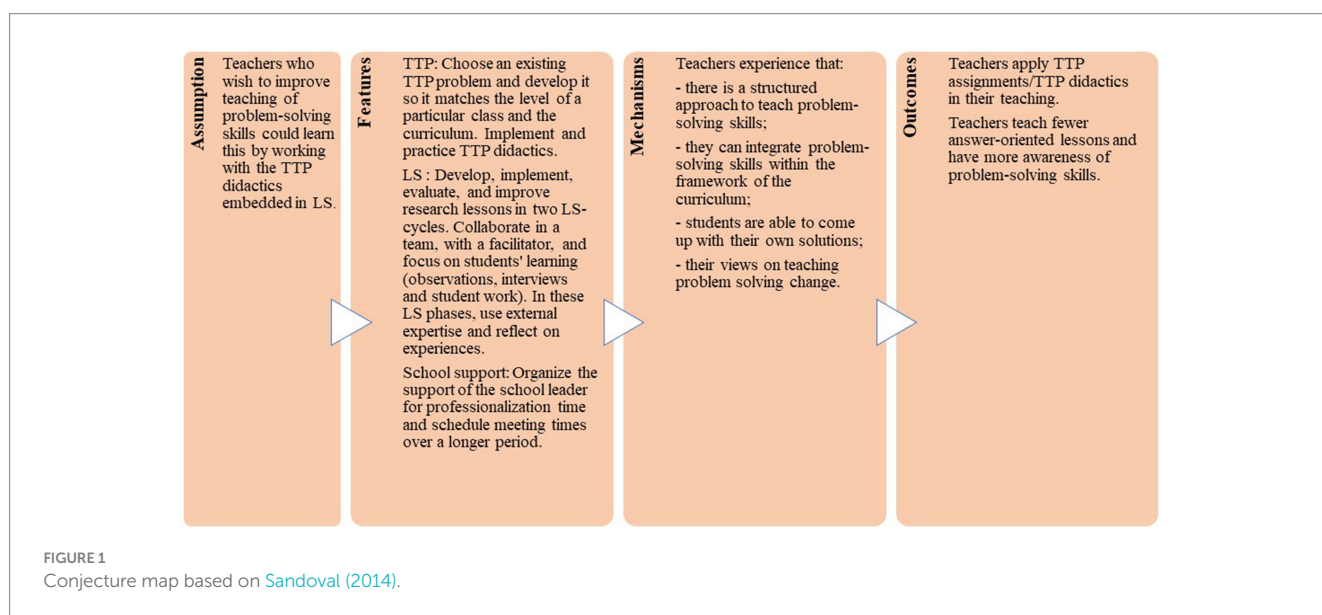 Assumption
Teachers who
wish to improve
teaching of
problem-solving
skills could learn
this by working
with the TTP
didactics
embedded in LS.
Features
TTP: Choose an existing
TTP problem and develop it
so it matches the level of a
particular class and the
curriculum. Implement and
practice TTP didactics.
LS : Develop, implement,
evaluate, and improve
research lessons in two LS-
cycles. Collaborate in a
team, with a facilitator, and
focus on students' learning
(observations, interviews
and student work). In these
LS phases, use external
expertise and reflect on
experiences.
School support: Organize the
support of the school leader
for professionalization time
and schedule meeting times
over a longer period.
Mechanisms
Teachers experience that:
- there is a structured
approach to teach problem-
solving skills;
- they can integrate problem-
solving skills within the
framework of the
curriculum;
- students are able to come
up with their own solutions;
- their views on teaching
problem solving change.
Outcomes
Teachers apply TTP
assignments/TTP didactics
in their teaching.
Teachers teach fewer
answer-oriented lessons and
have more awareness of
problem-solving skills.
FIGURE 1
Conjecture map based on Sandoval (2014).